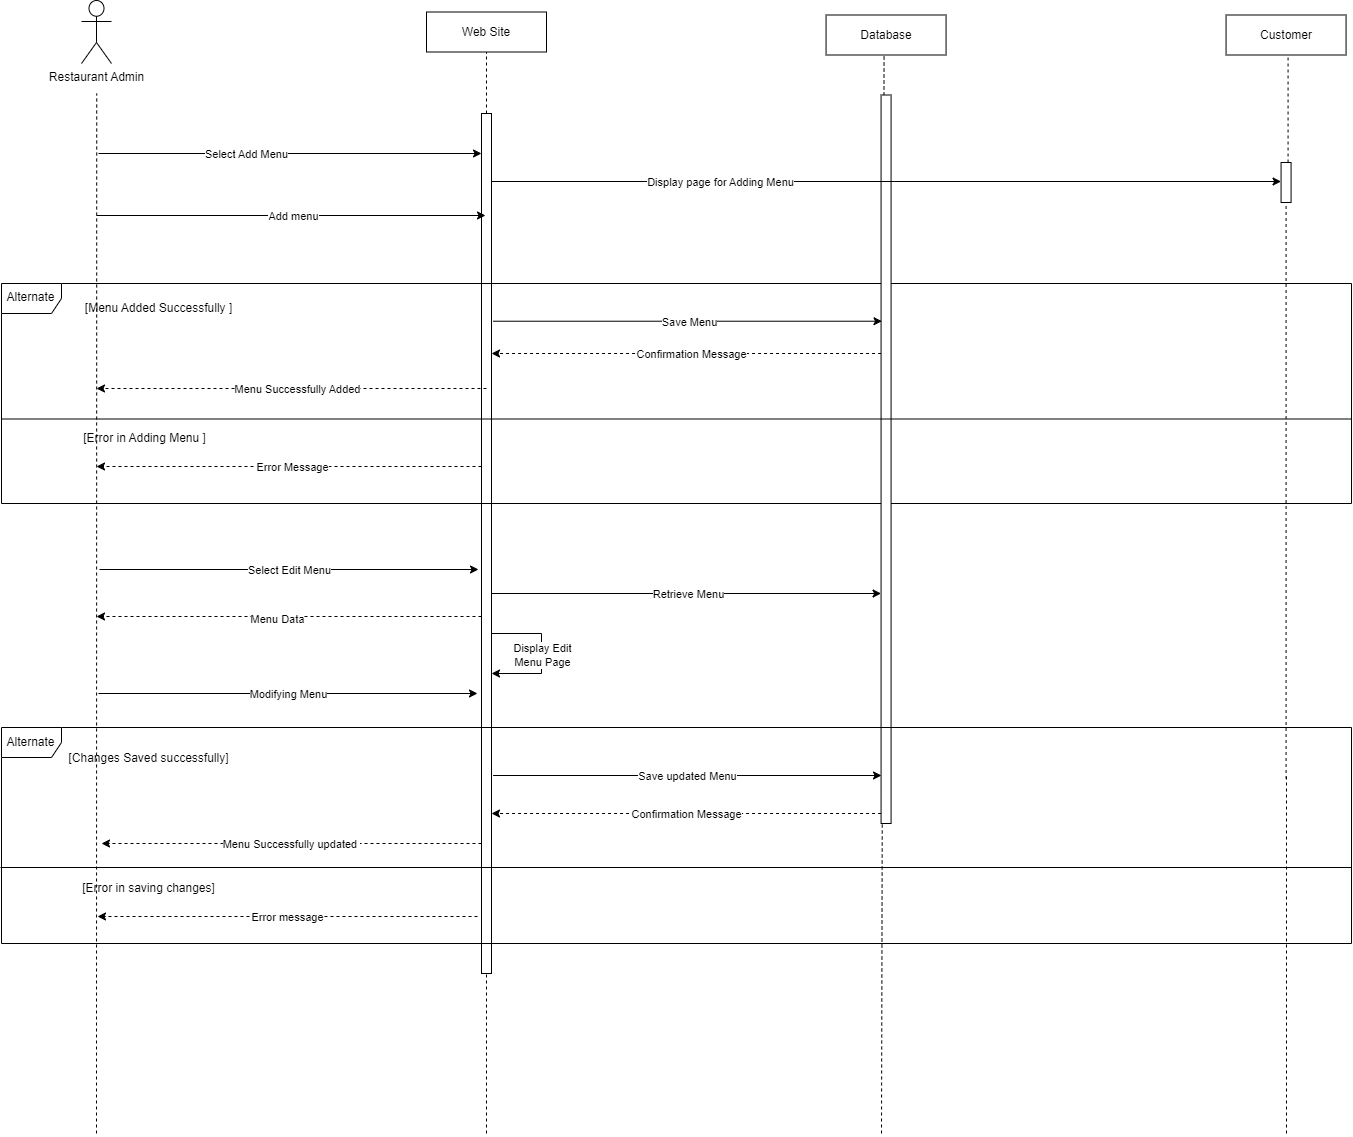 Restaurant Admin
Web Site
Database
Customer
Select Add Menu
Display page for Adding Menu
Add menu
Alternate
[Menu Added Successfully ]
Save Menu
Confirmation Message
Menu Successfully Added
[Error in Adding Menu ]
Error Message
Select Edit Menu
Retrieve Menu
Menu Data
Display Edit
Menu Page
Modifying Menu
Alternate
[Changes Saved successfully]
Save updated Menu
Confirmation Message
Menu Successfully updated
[Error in saving changes]
Error message